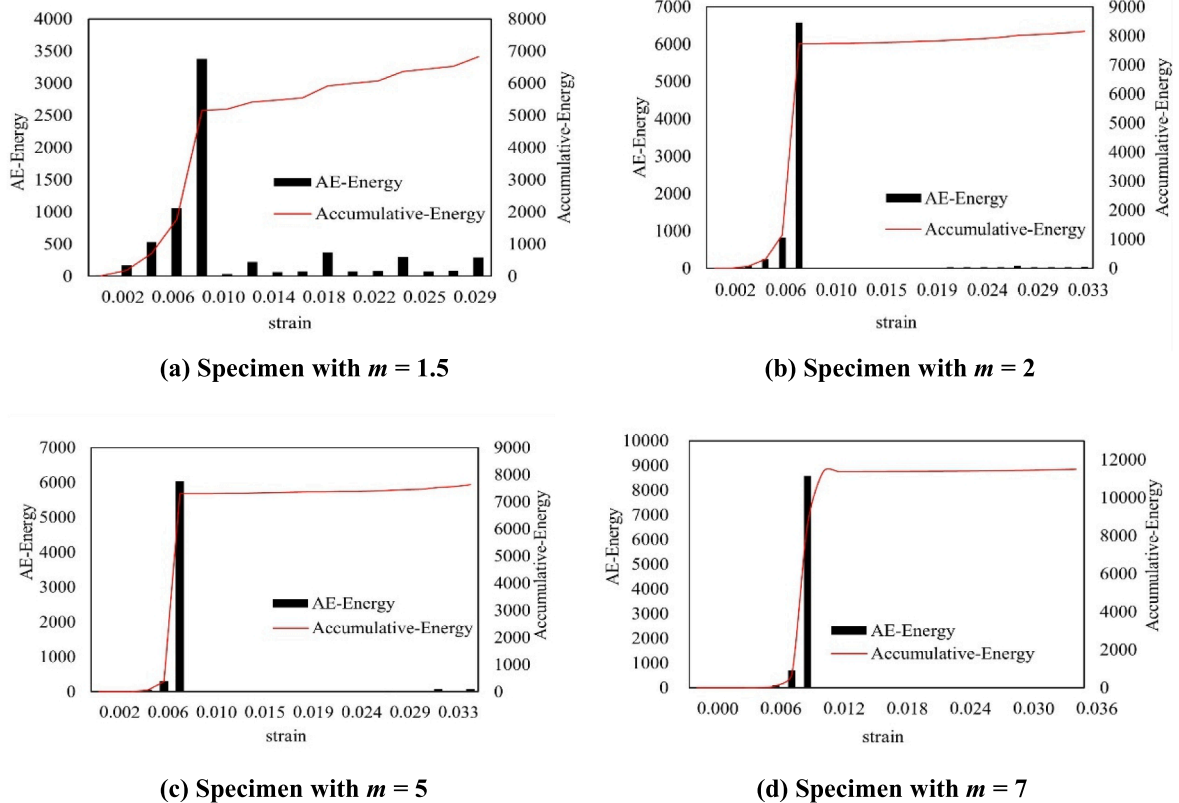 4000
3500
3000
2500
2000
1500
1000
500
0
AE-Energy
8000
7000
6000
5000
4000
3000
2000
1000
0
Accumulative-Energy
AE-Energy
Accumulative-Energy
0.002 0.006 0.010 0.014 0.018 0.022 0.025 0.029
strain
(a) Specimen with m = 1.5
7000
6000
5000
4000
3000
2000
1000
0
AE-Energy
9000
8000
7000
6000
5000
4000
3000
2000
1000
0
Accumulative-Energy
AE-Energy
Accumulative-Energy
0.002 0.006 0.010 0.015 0.019 0.024 0.029 0.033
strain
(b) Specimen with m = 2
7000
6000
5000
4000
3000
2000
1000
0
AE-Energy
9000
8000
7000
6000
5000
4000
3000
2000
1000
0
Accumulative-Energy
AE-Energy
Accumulative-Energy
0.002 0.006 0.010 0.015 0.019 0.024 0.029 0.033
strain
(c) Specimen with m = 5
10000
9000
8000
7000
6000
5000
4000
3000
2000
1000
0
AE-Energy
12000
10000
8000
6000
4000
2000
0
Accumulative-Energy
AE-Energy
Accumulative-Energy
0.000 0.006 0.012 0.018 0.024 0.030 0.036
strain
(d) Specimen with m = 7